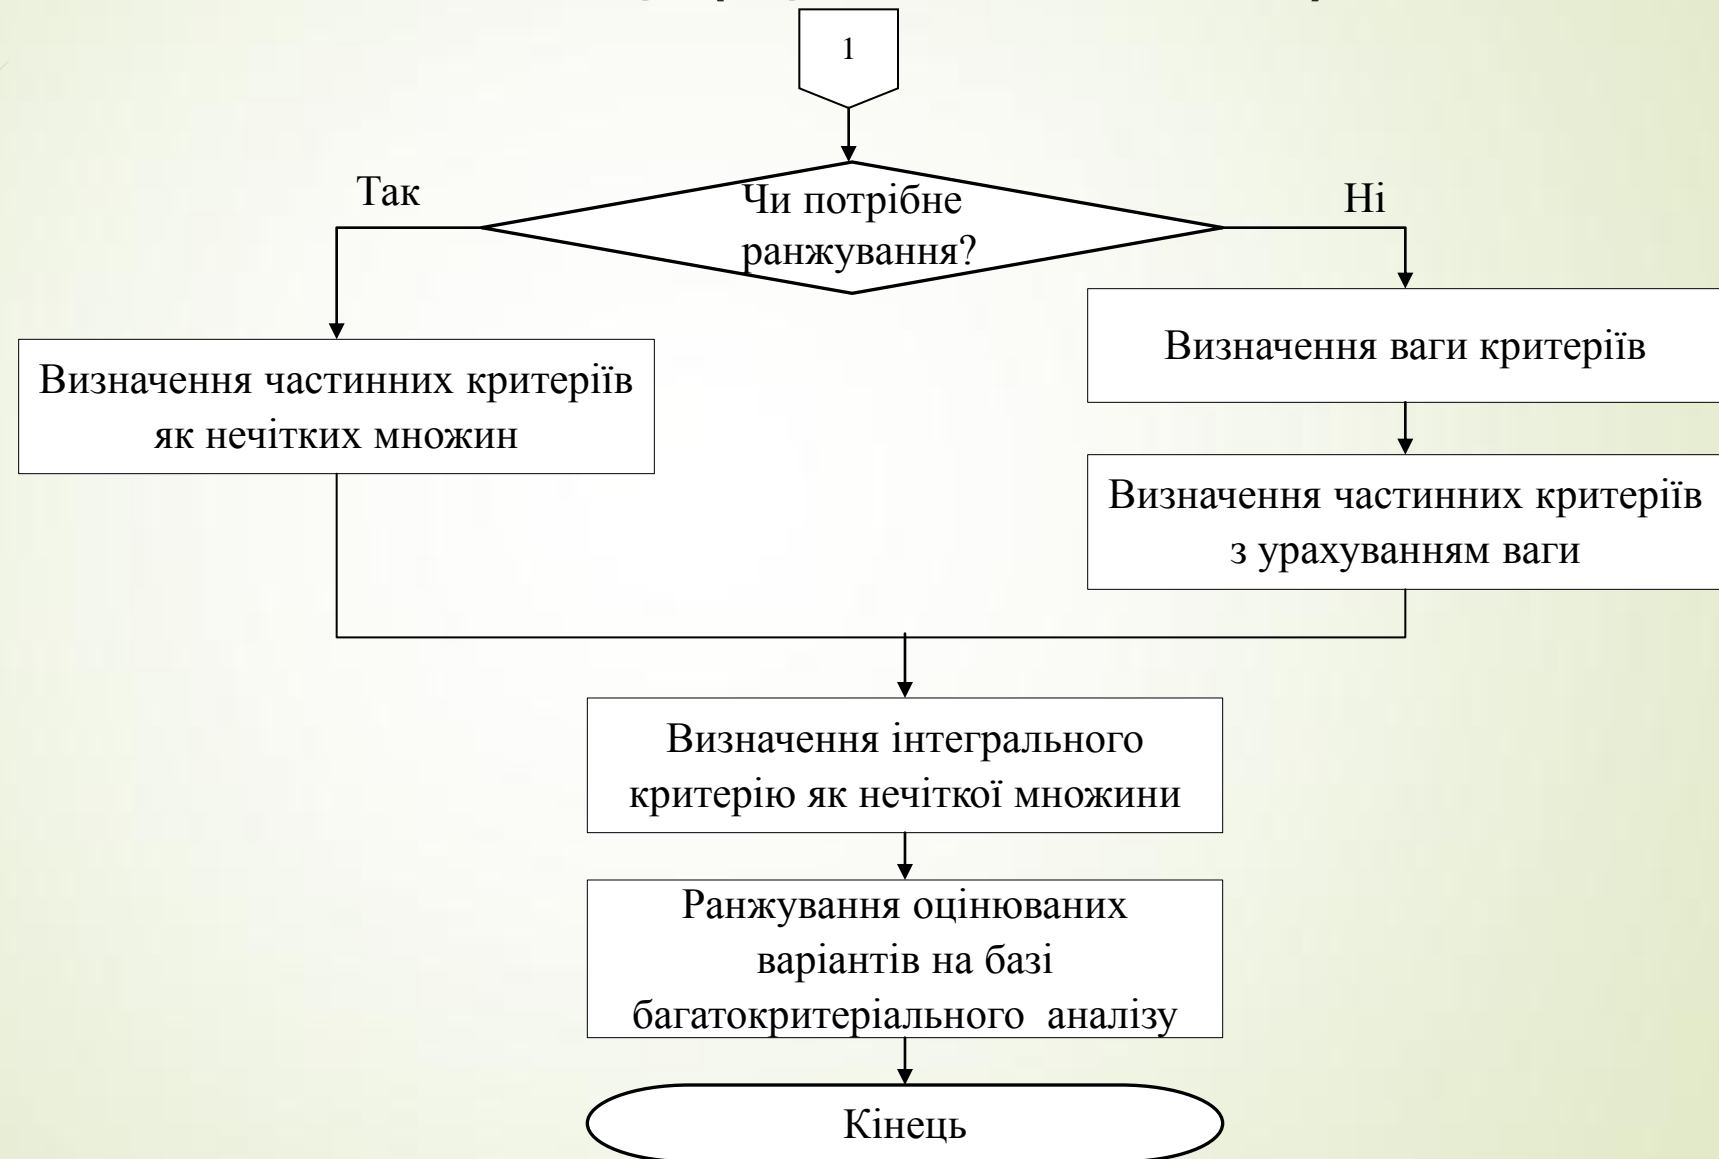 1
Так
Чи потрібне
ранжування?
Ні
Визначення ваги критеріїв
Визначення частинних критеріїв
як нечітких множин
Визначення частинних критеріїв
з урахуванням ваги
Визначення інтегрального
критерію як нечіткої множини
Ранжування оцінюваних
варіантів на базі
багатокритеріального аналізу
Кінець